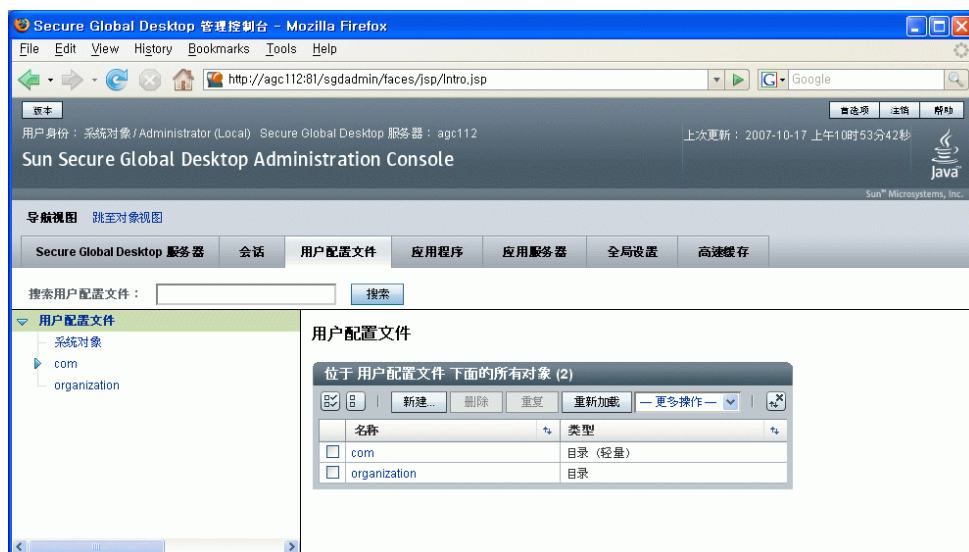 Secure Global Desktop 管理控制台 - Mozilla Firefox
File Edit View History Bookmarks Tools Help
http://agc112:81/sgdadmin/faces/jsp/Intro.jsp
Google
版本
首选项 注销 帮助
用户身份： 系统对象 / Administrator (Local) Secure Global Desktop 服务器： agc112
上次更新： 2007-10-17 上午10时53分42秒
Sun Secure Global Desktop Administration Console
Java™
Sun™ Microsystems, Inc.
导航视图 跳至对象视图
Secure Global Desktop 服务器 会话 用户配置文件 应用程序 应用服务器 全局设置 高速缓存
搜索用户配置文件： 搜索
用户配置文件
系统对象
com
organization
用户配置文件
位于 用户配置文件 下面的所有对象 (2)
新建... 删除 重复 重新加载 — 更多操作 —
名称 类型
com 目录（轻量）
organization 目录